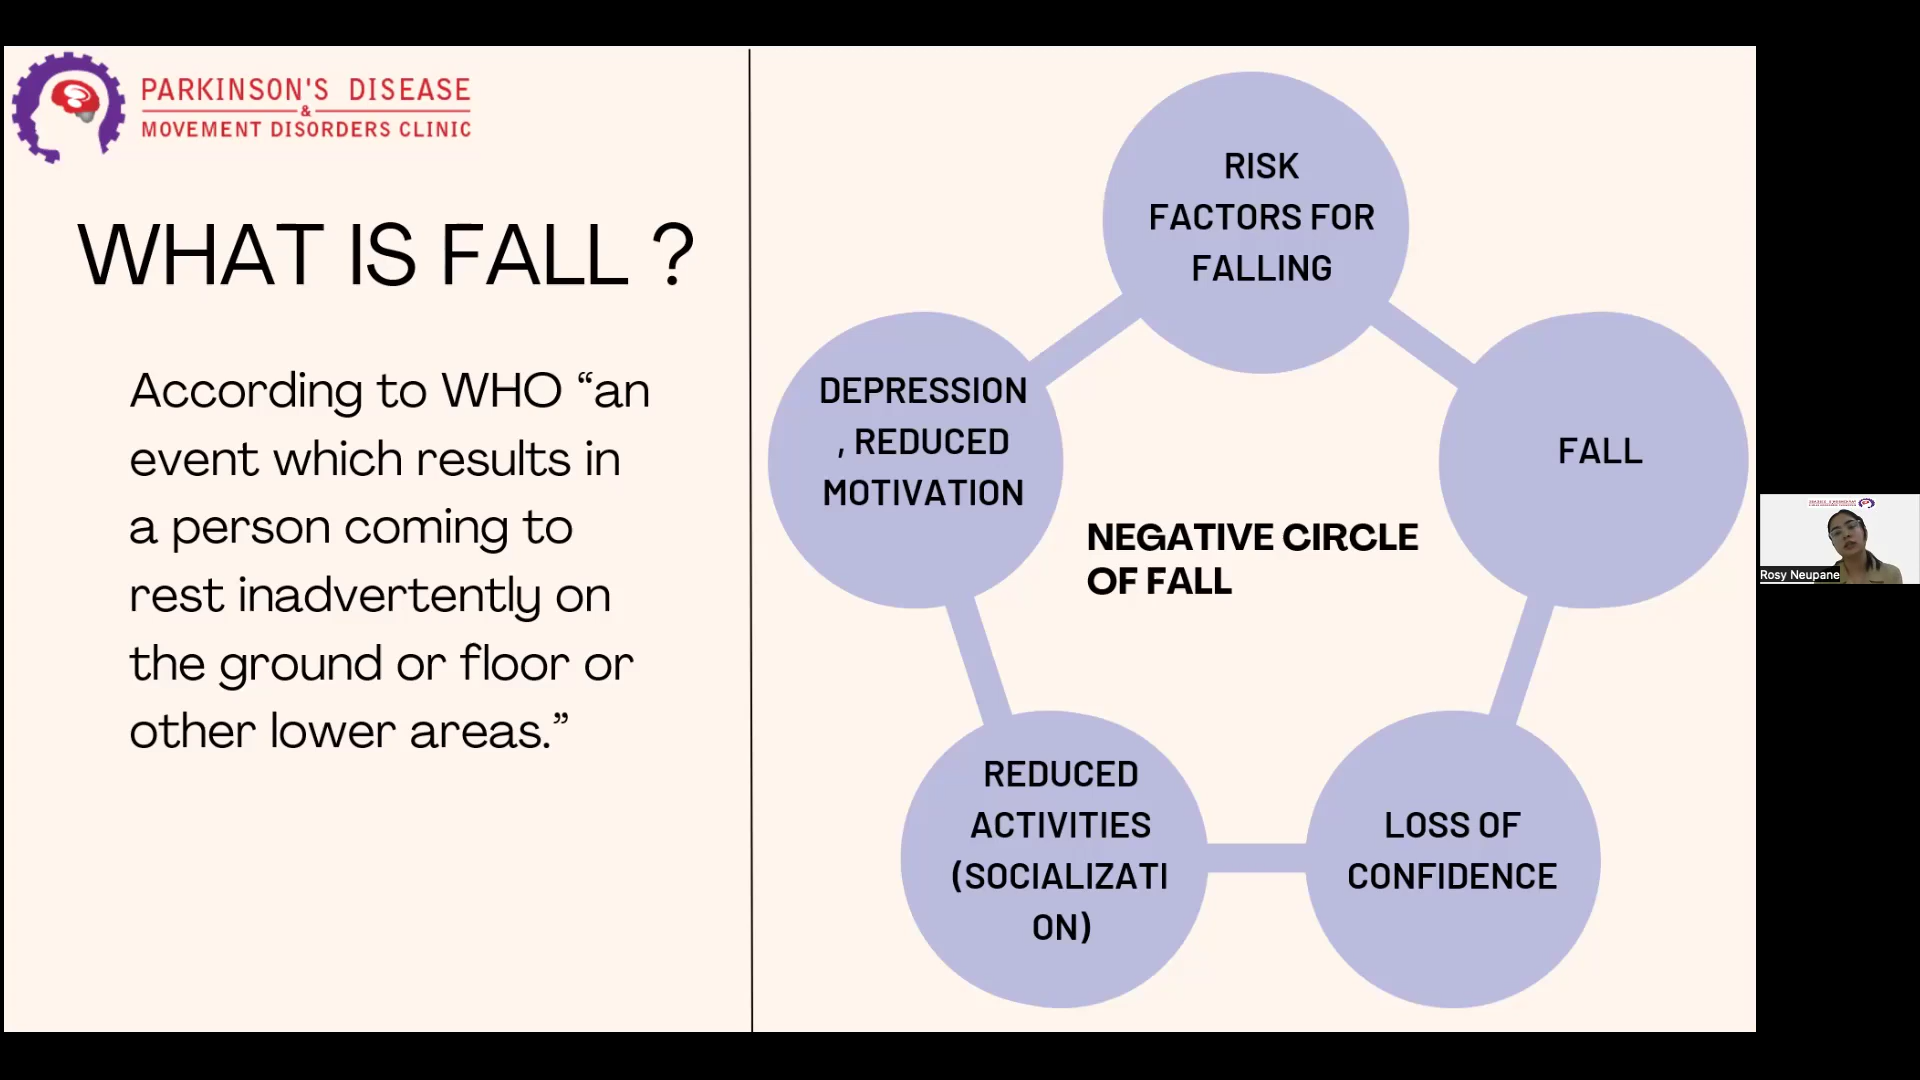 PARKINSON'S DISEASE
&
MOVEMENT DISORDERS CLINIC
WHAT IS FALL ?
According to WHO “an
event which results in
a person coming to
rest inadvertently on
the ground or floor or
other lower areas.”
RISK
FACTORS FOR
FALLING
FALL
LOSS OF
CONFIDENCE
REDUCED
ACTIVITIES
(SOCIALIZATI
ON)
DEPRESSION
, REDUCED
MOTIVATION
NEGATIVE CIRCLE
OF FALL
Rosy Neupane